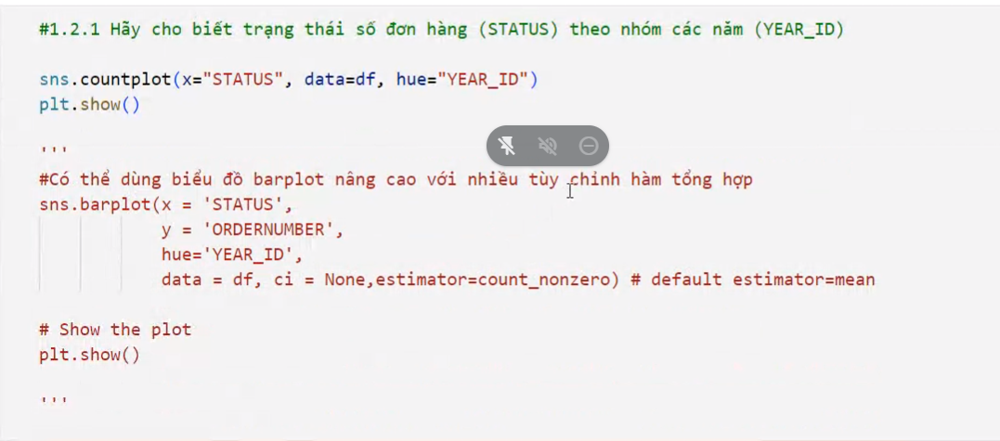 #1.2.1 Hãy cho biết trạng thái số đơn hàng (STATUS) theo nhóm các năm (YEAR_ID)
sns.countplot(x="STATUS", data=df, hue="YEAR_ID")
plt.show()
'''
#Có thể dùng biểu đồ barplot nâng cao với nhiều tùy chỉnh hàm tổng hợp
sns.barplot(x = 'STATUS',
y = 'ORDERNUMBER',
hue='YEAR_ID',
data = df, ci = None,estimator=count_nonzero) # default estimator=mean
# Show the plot
plt.show()
'''